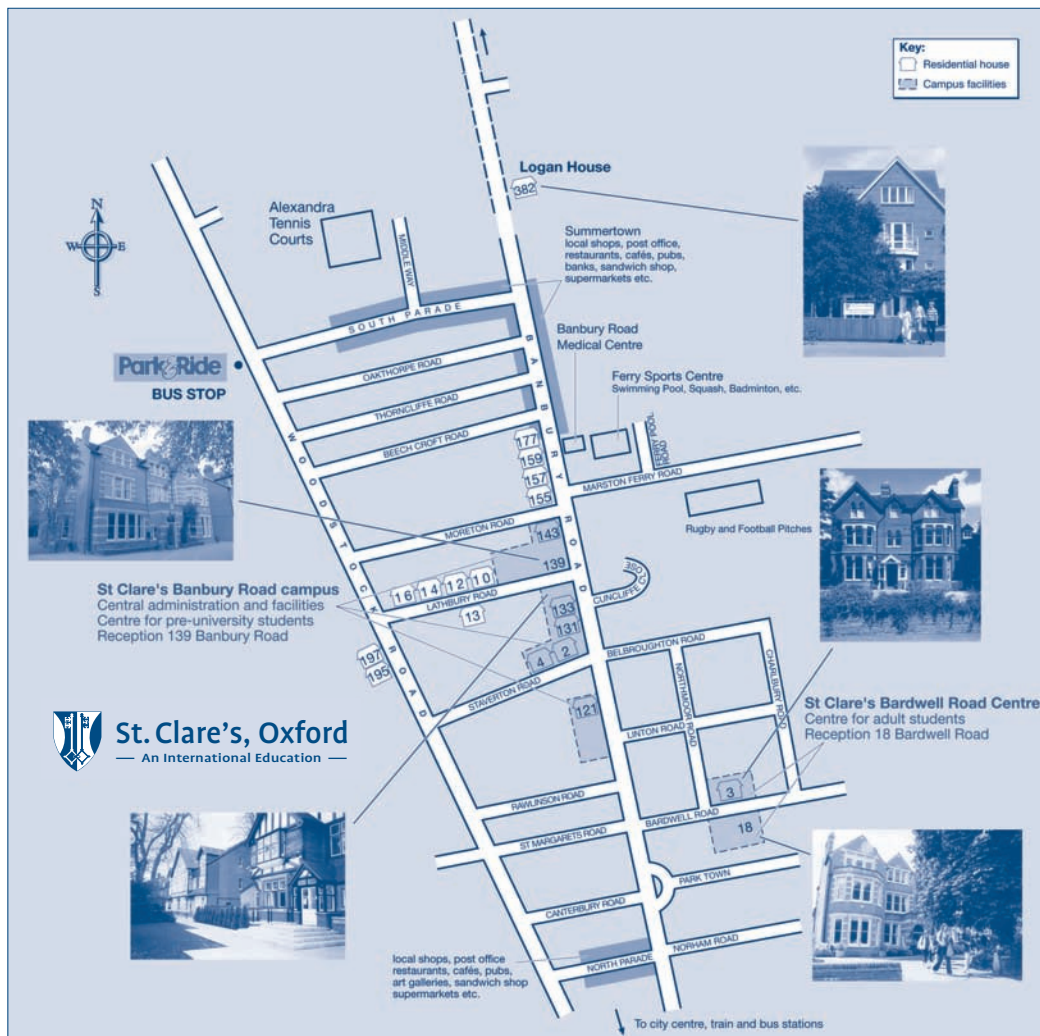 Key:
Residential house
Campus facilities
N
W E
S
Logan House
382
Alexandra
Tennis
Courts
MIDDLE WAY
Summertown
local shops, post office,
restaurants, cafés, pubs,
banks, sandwich shop,
supermarkets etc.
SOUTH PARADE
Banbury Road
Medical Centre
Park & Ride
BUS STOP
OAKTHORPE ROAD
Ferry Sports Centre
Swimming Pool, Squash, Badminton, etc.
THORNCLIFFE ROAD
BEECH CROFT ROAD
BANBURY ROAD
WOODSTOCK ROAD
177
159
157
155
FERRY POOL
ROAD
MARSTON FERRY ROAD
Rugby and Football Pitches
MORETON ROAD
143
139
St Clare's Banbury Road campus
Central administration and facilities
Centre for pre-university students
Reception 139 Banbury Road
16
14
12
10
LATHBURY ROAD
13
CUNCLIFFE CLOSE
133
131
4
2
197
195
STAVERTON ROAD
BELBROUGHTON ROAD
NORTHMOOR ROAD
CHARLBURY ROAD
121
LINTON ROAD
St Clare's Bardwell Road Centre
Centre for adult students
Reception 18 Bardwell Road
St. Clare's, Oxford
An International Education
3
RAWLINSON ROAD
BARDWELL ROAD
ST MARGARETS ROAD
18
PARK TOWN
CANTERBURY ROAD
NORHAM ROAD
NORTH PARADE
local shops, post office
restaurants, cafés, pubs,
art galleries, sandwich shop
supermarkets etc.
To city centre, train and bus stations